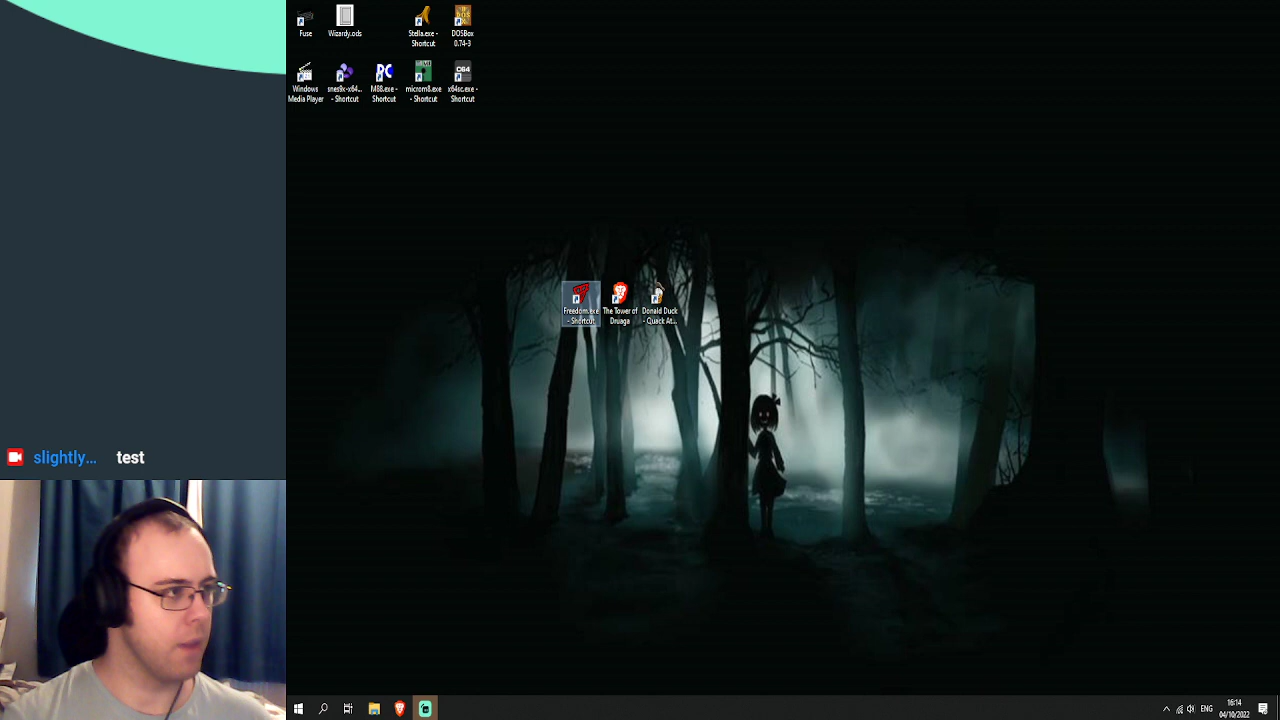 Fuse
Wizardy.ods
Stella.exe -
Shortcut
DOSBox
0.74-3
Windows
Media Player
snes9x-x64...
- Shortcut
M88.exe -
Shortcut
microm8.exe
- Shortcut
C64
x64sc.exe -
Shortcut
Freedom.exe
- Shortcut
The Tower of
Druaga
Donald Duck
- Quack At...
slightly... test
ENG
16:14
04/10/2022